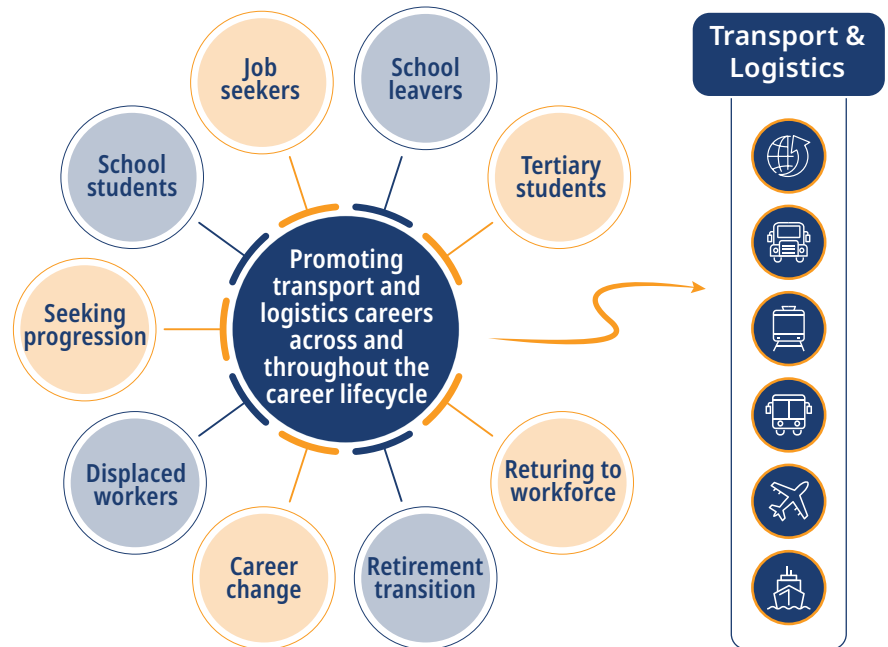 Job
seekers
School
leavers
Tertiary
students
School
students
Seeking
progression
Displaced
workers
Career
change
Retirement
transition
Returing to
workforce
Promoting
transport and
logistics careers
across and
throughout the
career lifecycle
Transport &
Logistics